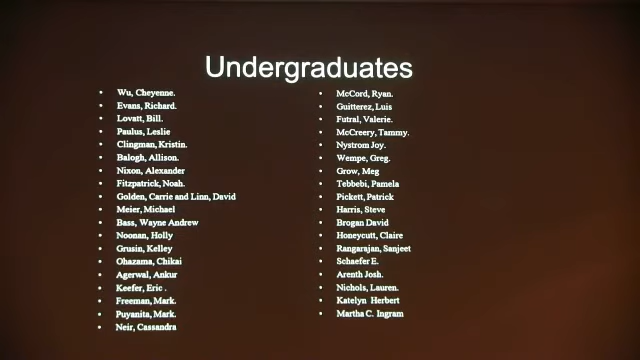 Undergraduates
Wu, Cheyenne.
Evans, Richard.
Lovatt, Bill.
Paulus, Leslie
Clingman, Kristin.
Balogh, Allison.
Nixon, Alexander
Fitzpatrick, Noah.
Golden, Carrie and Linn, David
Meier, Michael
Bass, Wayne Andrew
Noonan, Holly
Grusin, Kelley
Ohazama, Chikai
Agerwal, Ankur
Keefer, Eric .
Freeman, Mark.
Puyanita, Mark.
Neir, Cassandra
McCord, Ryan.
Guitterez, Luis
Futral, Valerie.
McCreery, Tammy.
Nystrom Joy.
Wempe, Greg.
Grow, Meg
Tebbebi, Pamela
Pickett, Patrick
Harris, Steve
Brogan David
Honeycutt, Claire
Rangarajan, Sanjeet
Schaefer E.
Arenth Josh.
Nichols, Lauren.
Katelyn Herbert
Martha C. Ingram